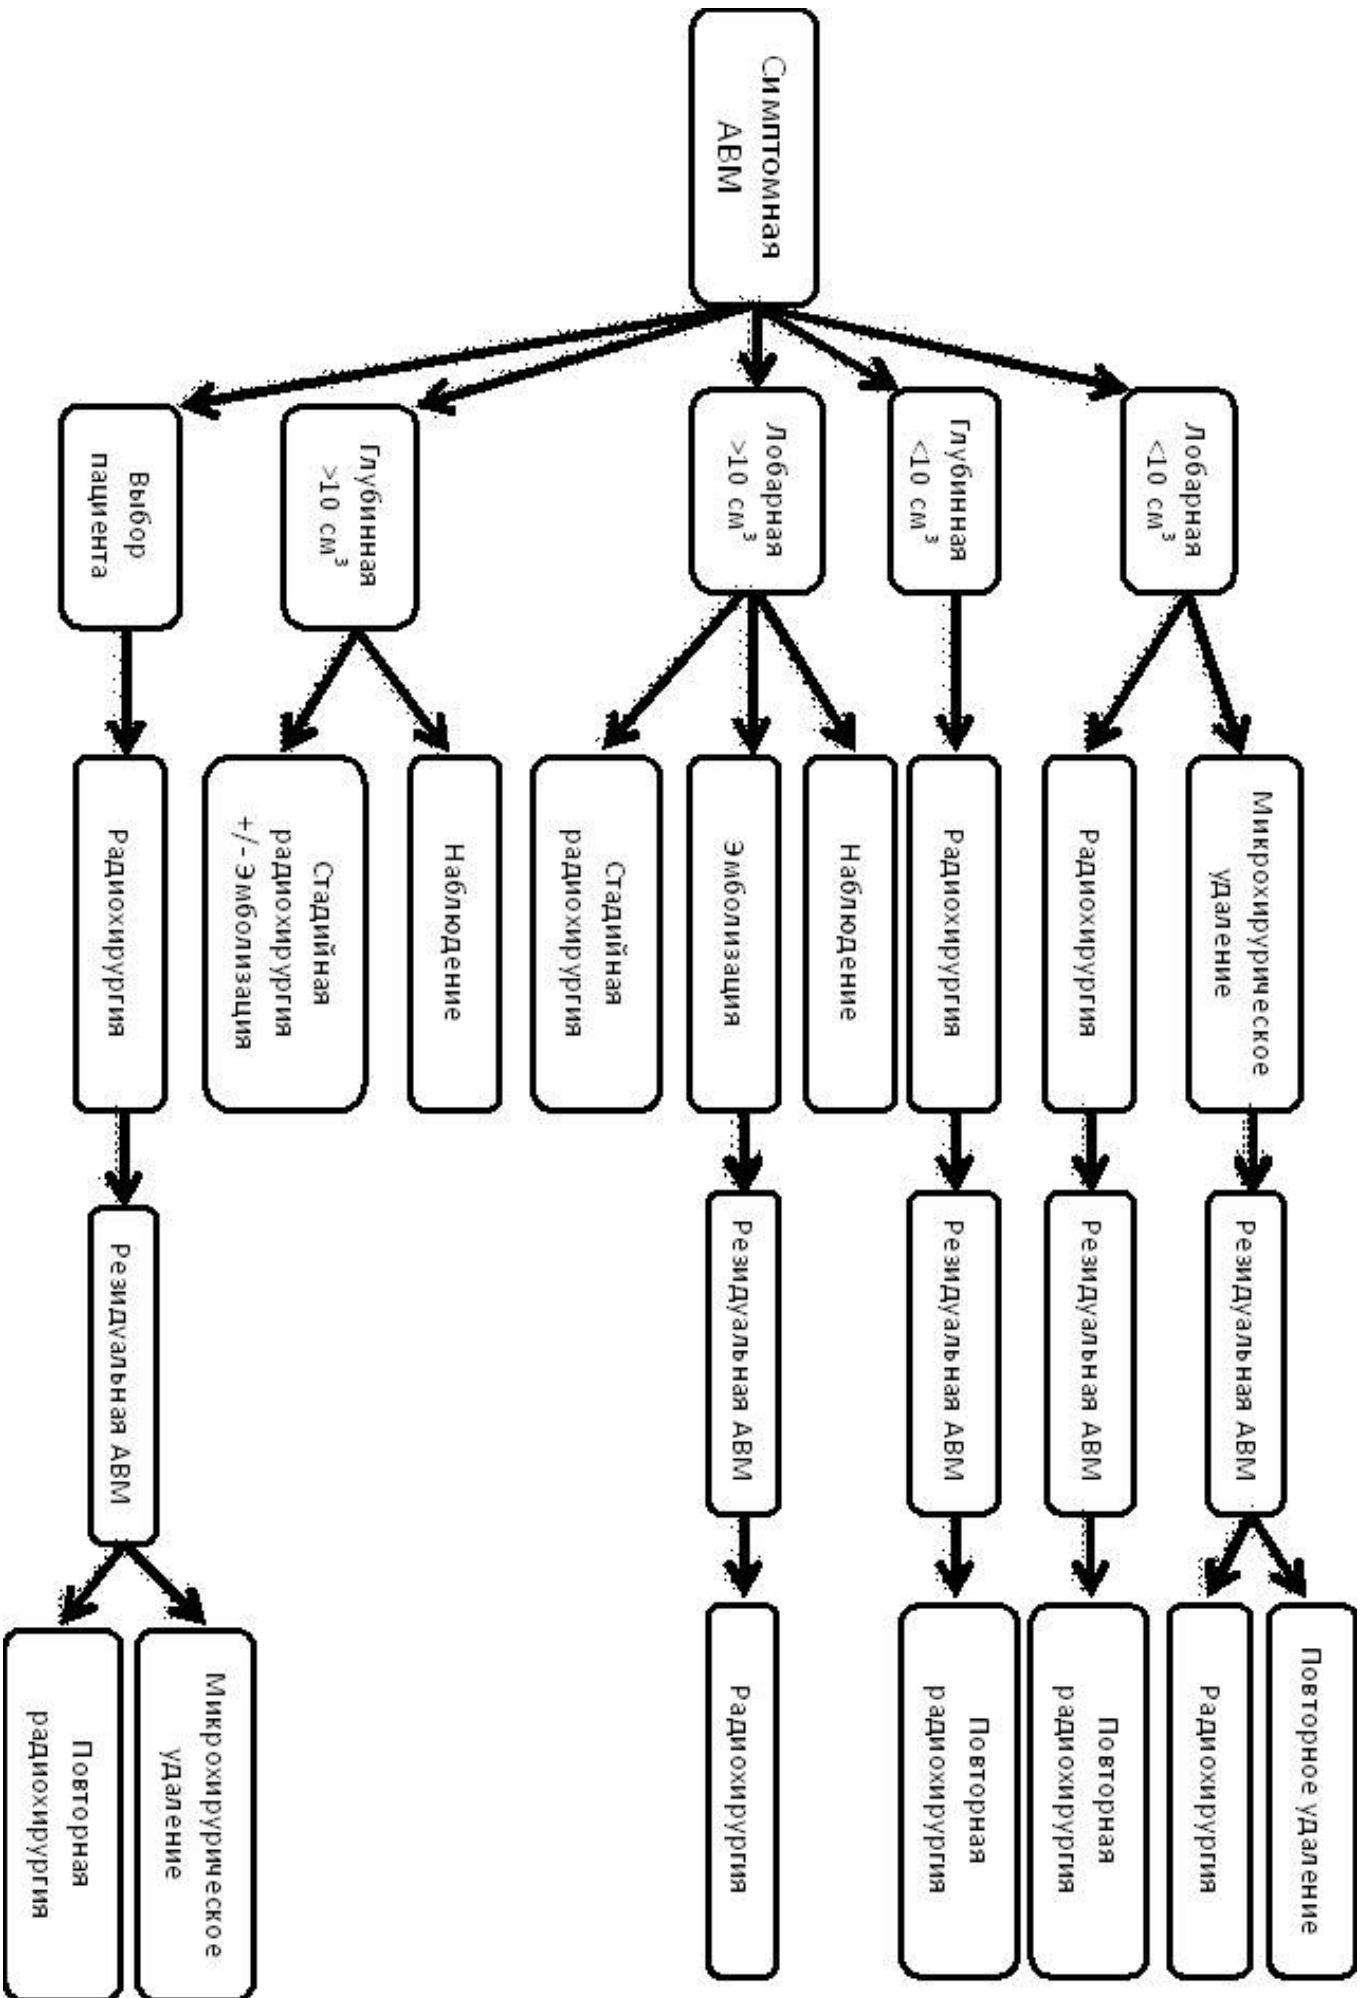 Симптомная
АВМ
Лобарная
<10 см³
Глубинная
<10 см³
Лобарная
>10 см³
Глубинная
>10 см³
Выбор
пациента
Микрохирурическое
удаление
Радиохирургия
Радиохирургия
Наблюдение
Эмболизация
Стадийная
радиохирургия
Наблюдение
Стадийная
радиохирургия
+/- Эмболизация
Радиохирургия
Резидуальная АВМ
Резидуальная АВМ
Резидуальная АВМ
Резидуальная АВМ
Резидуальная АВМ
Повторное удаление
Радиохирургия
Повторная
радиохирургия
Повторная
радиохирургия
Радиохирургия
Микрохирурическое
удаление
Повторная
радиохирургия